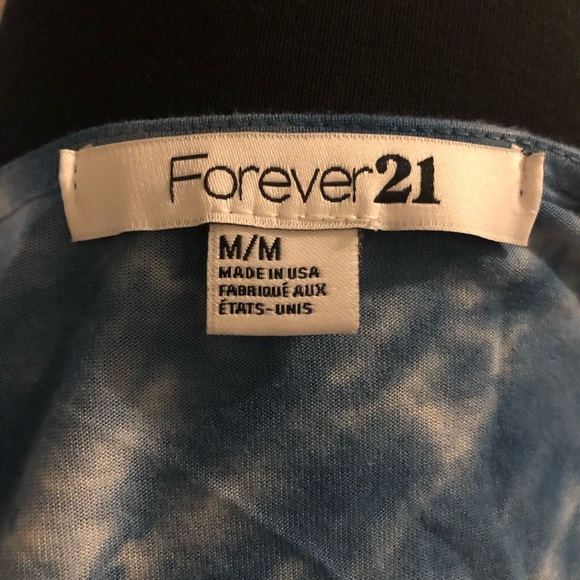 Forever21
M/M
MADE IN USA
FABRIQUÉ AUX
ÉTATS-UNIS